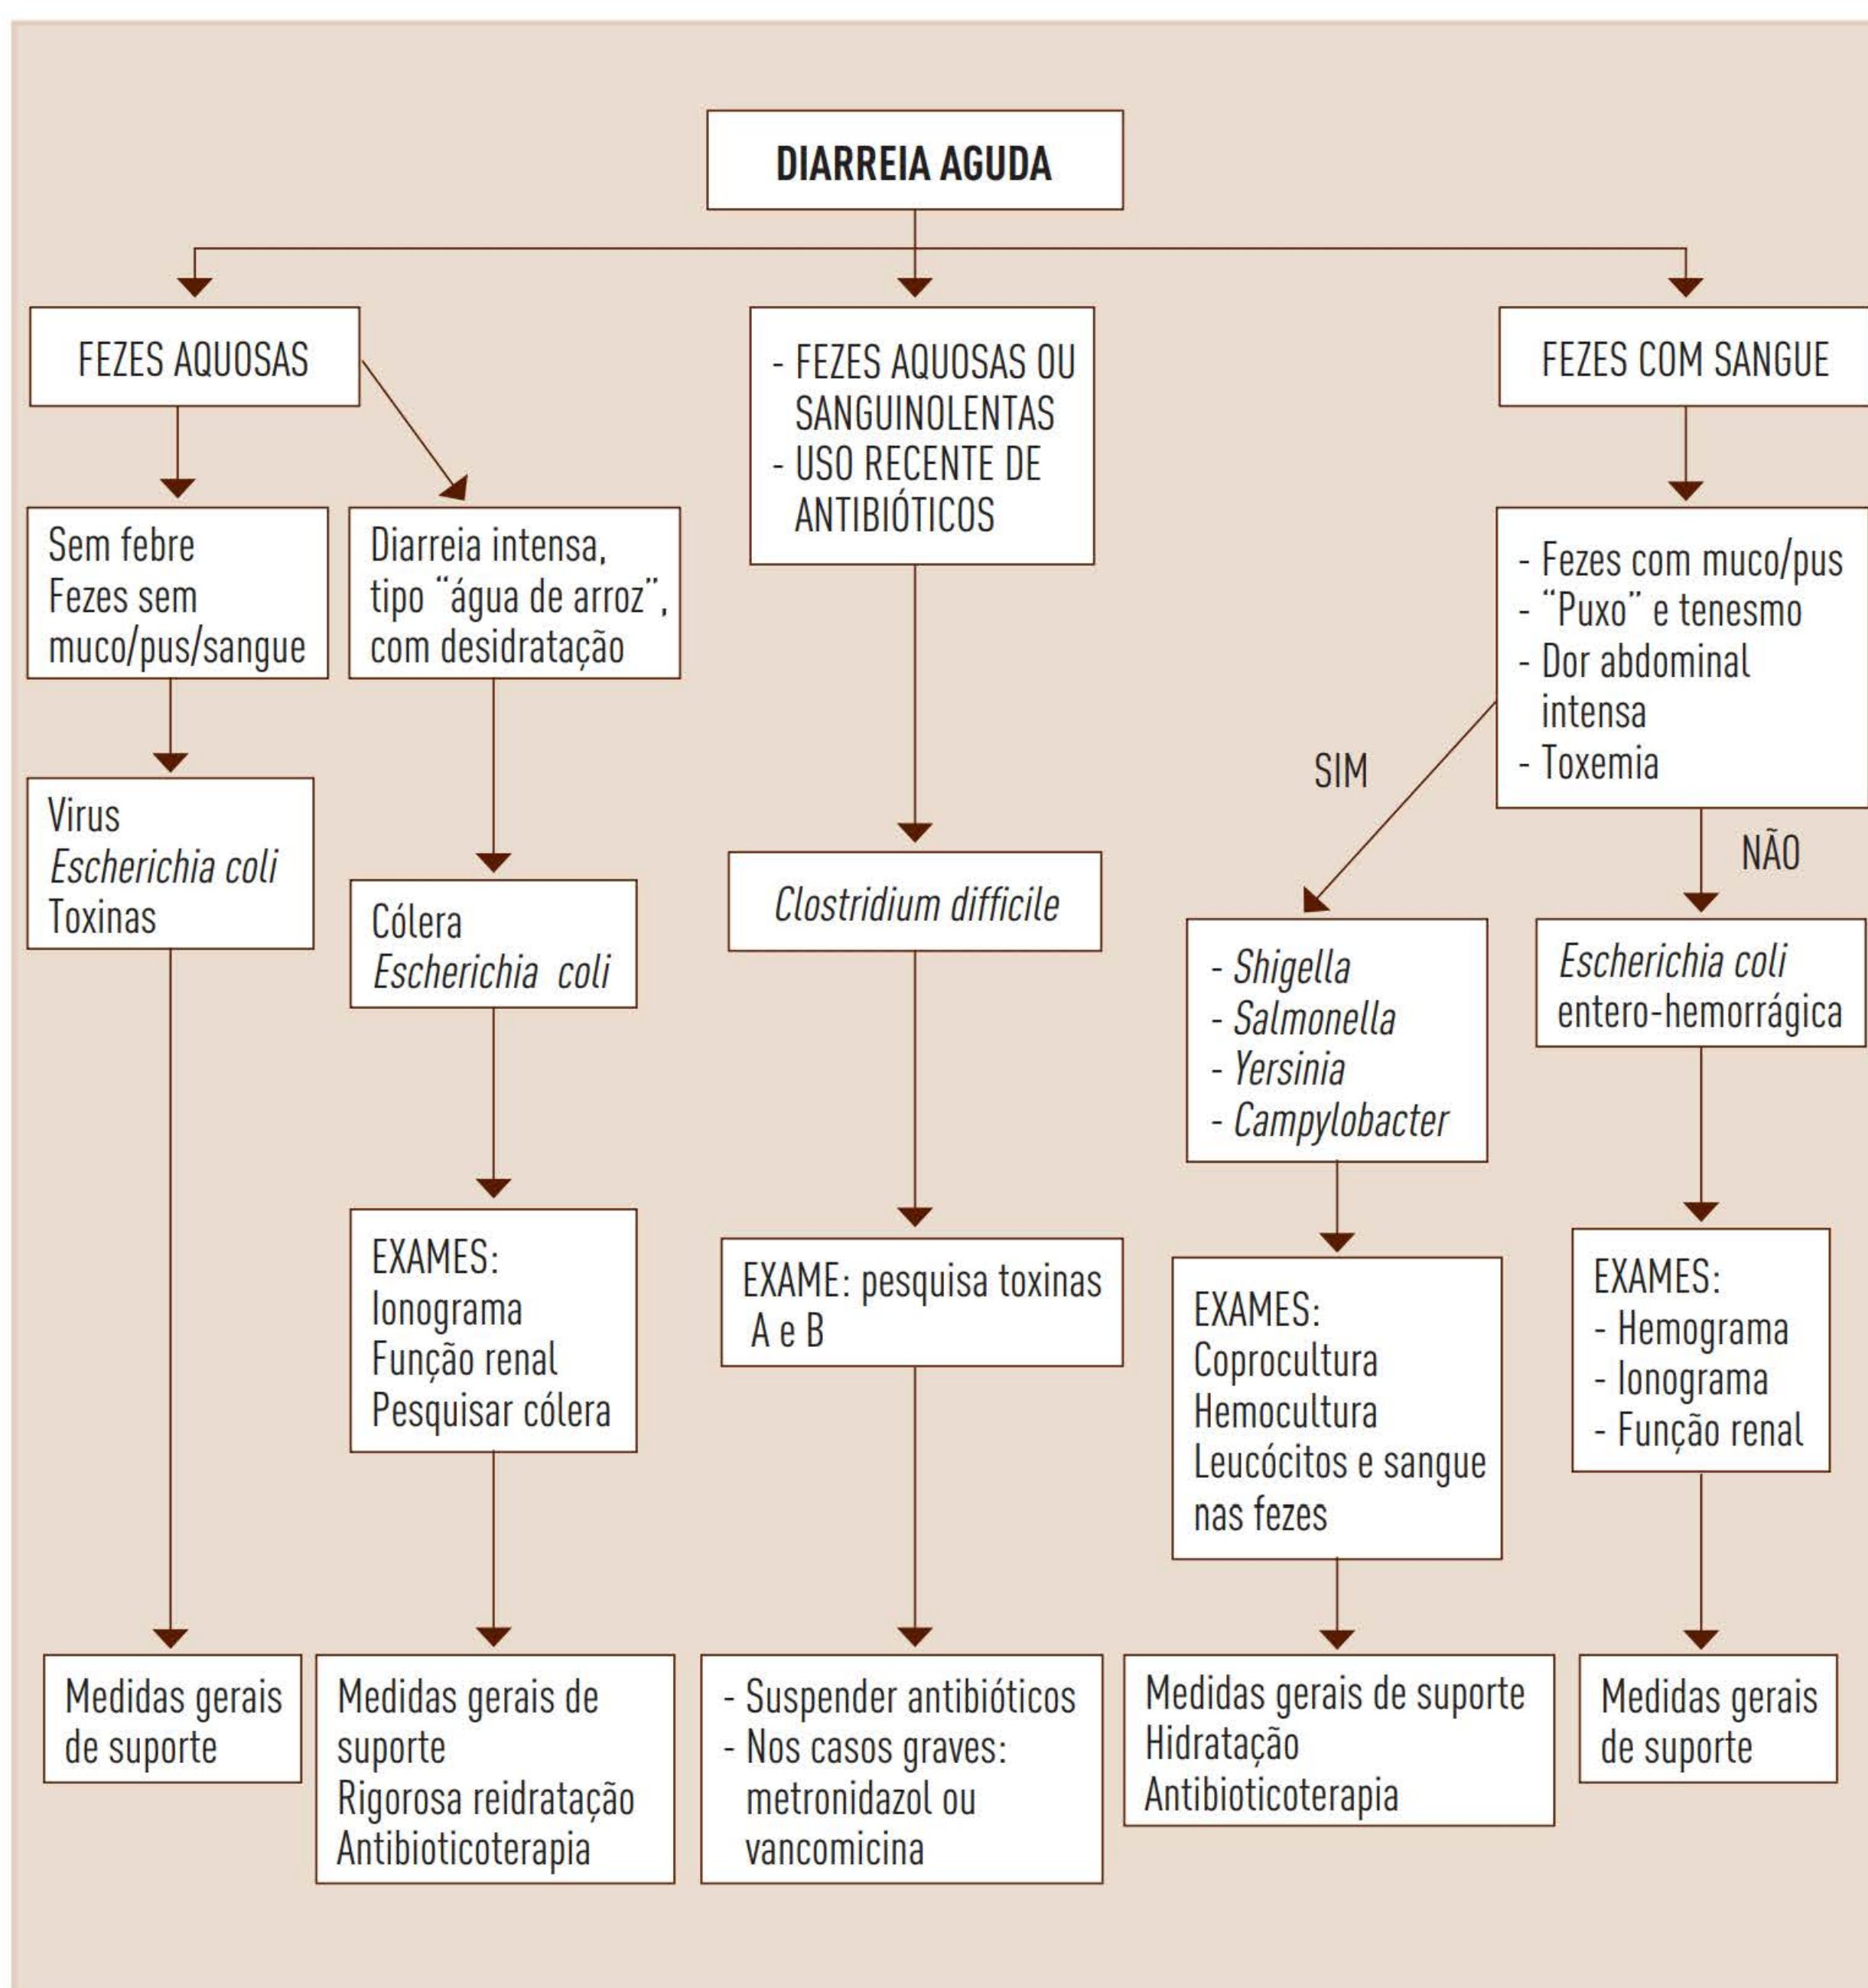 DIARREIA AGUDA
FEZES AQUOSAS
- FEZES AQUOSAS OU
SANGUINOLENTAS
- USO RECENTE DE
ANTIBIÓTICOS
FEZES COM SANGUE
Sem febre
Fezes sem
muco/pus/sangue
Diarreia intensa,
tipo “água de arroz”,
com desidratação
- Fezes com muco/pus
- “Puxo” e tenesmo
- Dor abdominal
intensa
- Toxemia
SIM
NÃO
Virus
Escherichia coli
Toxinas
Cólera
Escherichia coli
Clostridium difficile
- Shigella
- Salmonella
- Yersinia
- Campylobacter
Escherichia coli
entero-hemorrágica
EXAMES:
Ionograma
Função renal
Pesquisar cólera
EXAME: pesquisa toxinas
A e B
EXAMES:
Coprocultura
Hemocultura
Leucócitos e sangue
nas fezes
EXAMES:
- Hemograma
- Ionograma
- Função renal
Medidas gerais
de suporte
Medidas gerais de
suporte
Rigorosa reidratação
Antibioticoterapia
- Suspender antibióticos
- Nos casos graves:
metronidazol ou
vancomicina
Medidas gerais de suporte
Hidratação
Antibioticoterapia
Medidas gerais
de suporte